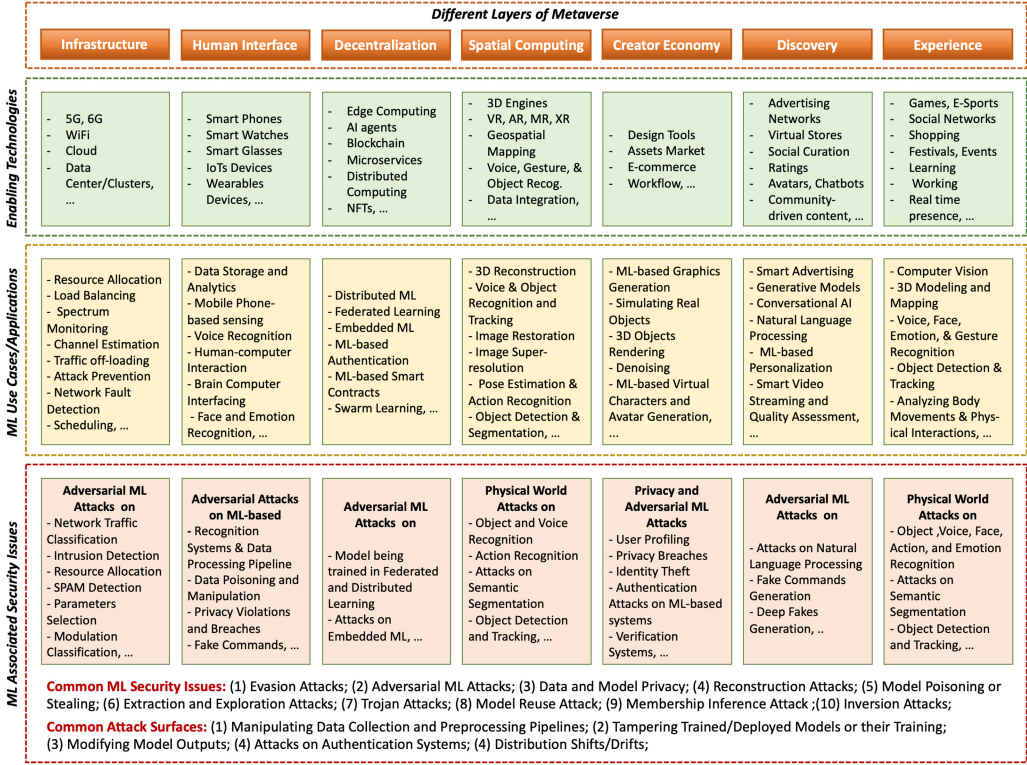 Different Layers of Metaverse
Infrastructure
Human Interface
Decentralization
Spatial Computing
Creator Economy
Discovery
Experience
Enabling Technologies
- 5G, 6G
- WiFi
- Cloud
- Data
Center/Clusters,
...
- Smart Phones
- Smart Watches
- Smart Glasses
- IoTs Devices
- Wearables
Devices, ...
- Edge Computing
- AI agents
- Blockchain
- Microservices
- Distributed
Computing
- NFTs, ...
- 3D Engines
- VR, AR, MR, XR
- Geospatial
Mapping
- Voice, Gesture, &
Object Recog.
- Data Integration,
...
- Design Tools
- Assets Market
- E-commerce
- Workflow, ...
- Advertising
Networks
- Virtual Stores
- Social Curation
- Ratings
- Avatars, Chatbots
- Community-
driven content, ...
- Games, E-Sports
- Social Networks
- Shopping
- Festivals, Events
- Learning
- Working
- Real time
presence, ...
ML Use Cases/Applications
- Resource Allocation
- Load Balancing
- Spectrum
Monitoring
- Channel Estimation
- Traffic off-loading
- Attack Prevention
- Network Fault
Detection
- Scheduling, ...
- Data Storage and
Analytics
- Mobile Phone-
based sensing
- Voice Recognition
- Human-computer
Interaction
- Brain Computer
Interfacing
- Face and Emotion
Recognition, ...
- Distributed ML
- Federated Learning
- Embedded ML
- ML-based
Authentication
- ML-based Smart
Contracts
- Swarm Learning, ...
- 3D Reconstruction
- Voice & Object
Recognition and
Tracking
- Image Restoration
- Image Super-
resolution
- Pose Estimation &
Action Recognition
- Object Detection &
Segmentation, ...
- ML-based Graphics
Generation
- Simulating Real
Objects
- 3D Objects
Rendering
- Denoising
- ML-based Virtual
Characters and
Avatar Generation,
...
- Smart Advertising
- Generative Models
- Conversational AI
- Natural Language
Processing
- ML-based
Personalization
- Smart Video
Streaming and
Quality Assessment,
...
- Computer Vision
- 3D Modeling and
Mapping
- Voice, Face,
Emotion, & Gesture
Recognition
- Object Detection &
Tracking
- Analyzing Body
Movements & Phys-
ical Interactions, ...
ML Associated Security Issues
Adversarial ML
Attacks on
- Network Traffic
Classification
- Intrusion Detection
- Resource Allocation
- SPAM Detection
- Parameters
Selection
- Modulation
Classification, ...
Adversarial Attacks
on ML-based
- Recognition
Systems & Data
Processing Pipeline
- Data Poisoning and
Manipulation
- Privacy Violations
and Breaches
- Fake Commands, ...
Adversarial ML
Attacks on
- Model being
trained in Federated
and Distributed
Learning
- Attacks on
Embedded ML, ...
Physical World
Attacks on
- Object and Voice
Recognition
- Action Recognition
- Attacks on
Semantic
Segmentation
- Object Detection
and Tracking, ...
Privacy and
Adversarial ML
Attacks
- User Profiling
- Privacy Breaches
- Identity Theft
- Authentication
Attacks on ML-based
systems
- Verification
Systems, ...
Adversarial ML
Attacks on
- Attacks on Natural
Language Processing
- Fake Commands
Generation
- Deep Fakes
Generation, ..
Physical World
Attacks on
- Object ,Voice, Face,
Action, and Emotion
Recognition
- Attacks on
Semantic
Segmentation
- Object Detection
and Tracking, ...
Common ML Security Issues: (1) Evasion Attacks; (2) Adversarial ML Attacks; (3) Data and Model Privacy; (4) Reconstruction Attacks; (5) Model Poisoning or
Stealing; (6) Extraction and Exploration Attacks; (7) Trojan Attacks; (8) Model Reuse Attack; (9) Membership Inference Attack ;(10) Inversion Attacks;
Common Attack Surfaces: (1) Manipulating Data Collection and Preprocessing Pipelines; (2) Tampering Trained/Deployed Models or their Training;
(3) Modifying Model Outputs; (4) Attacks on Authentication Systems; (4) Distribution Shifts/Drifts;